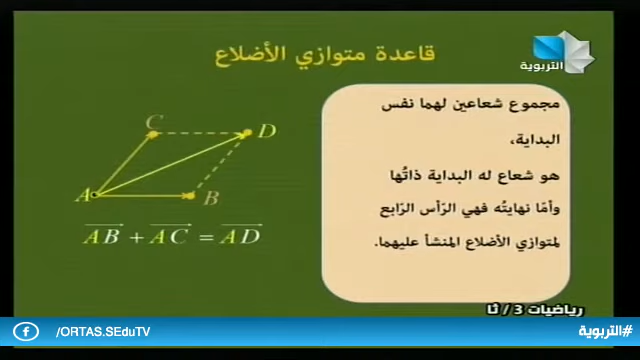 قاعدة متوازي الأضلاع
التربوية
مجموع شعاعين لهما نفس
البداية،
هو شعاع له البداية ذاتُها
وأمّا نهايتُه فهي الرّأس الرّابع
لمتوازي الأضلاع المنشأ عليهما.
C
D
A
B
AB + AC = AD
رياضيات 3 / ثا
/ORTAS.SEduTV
#التربوية